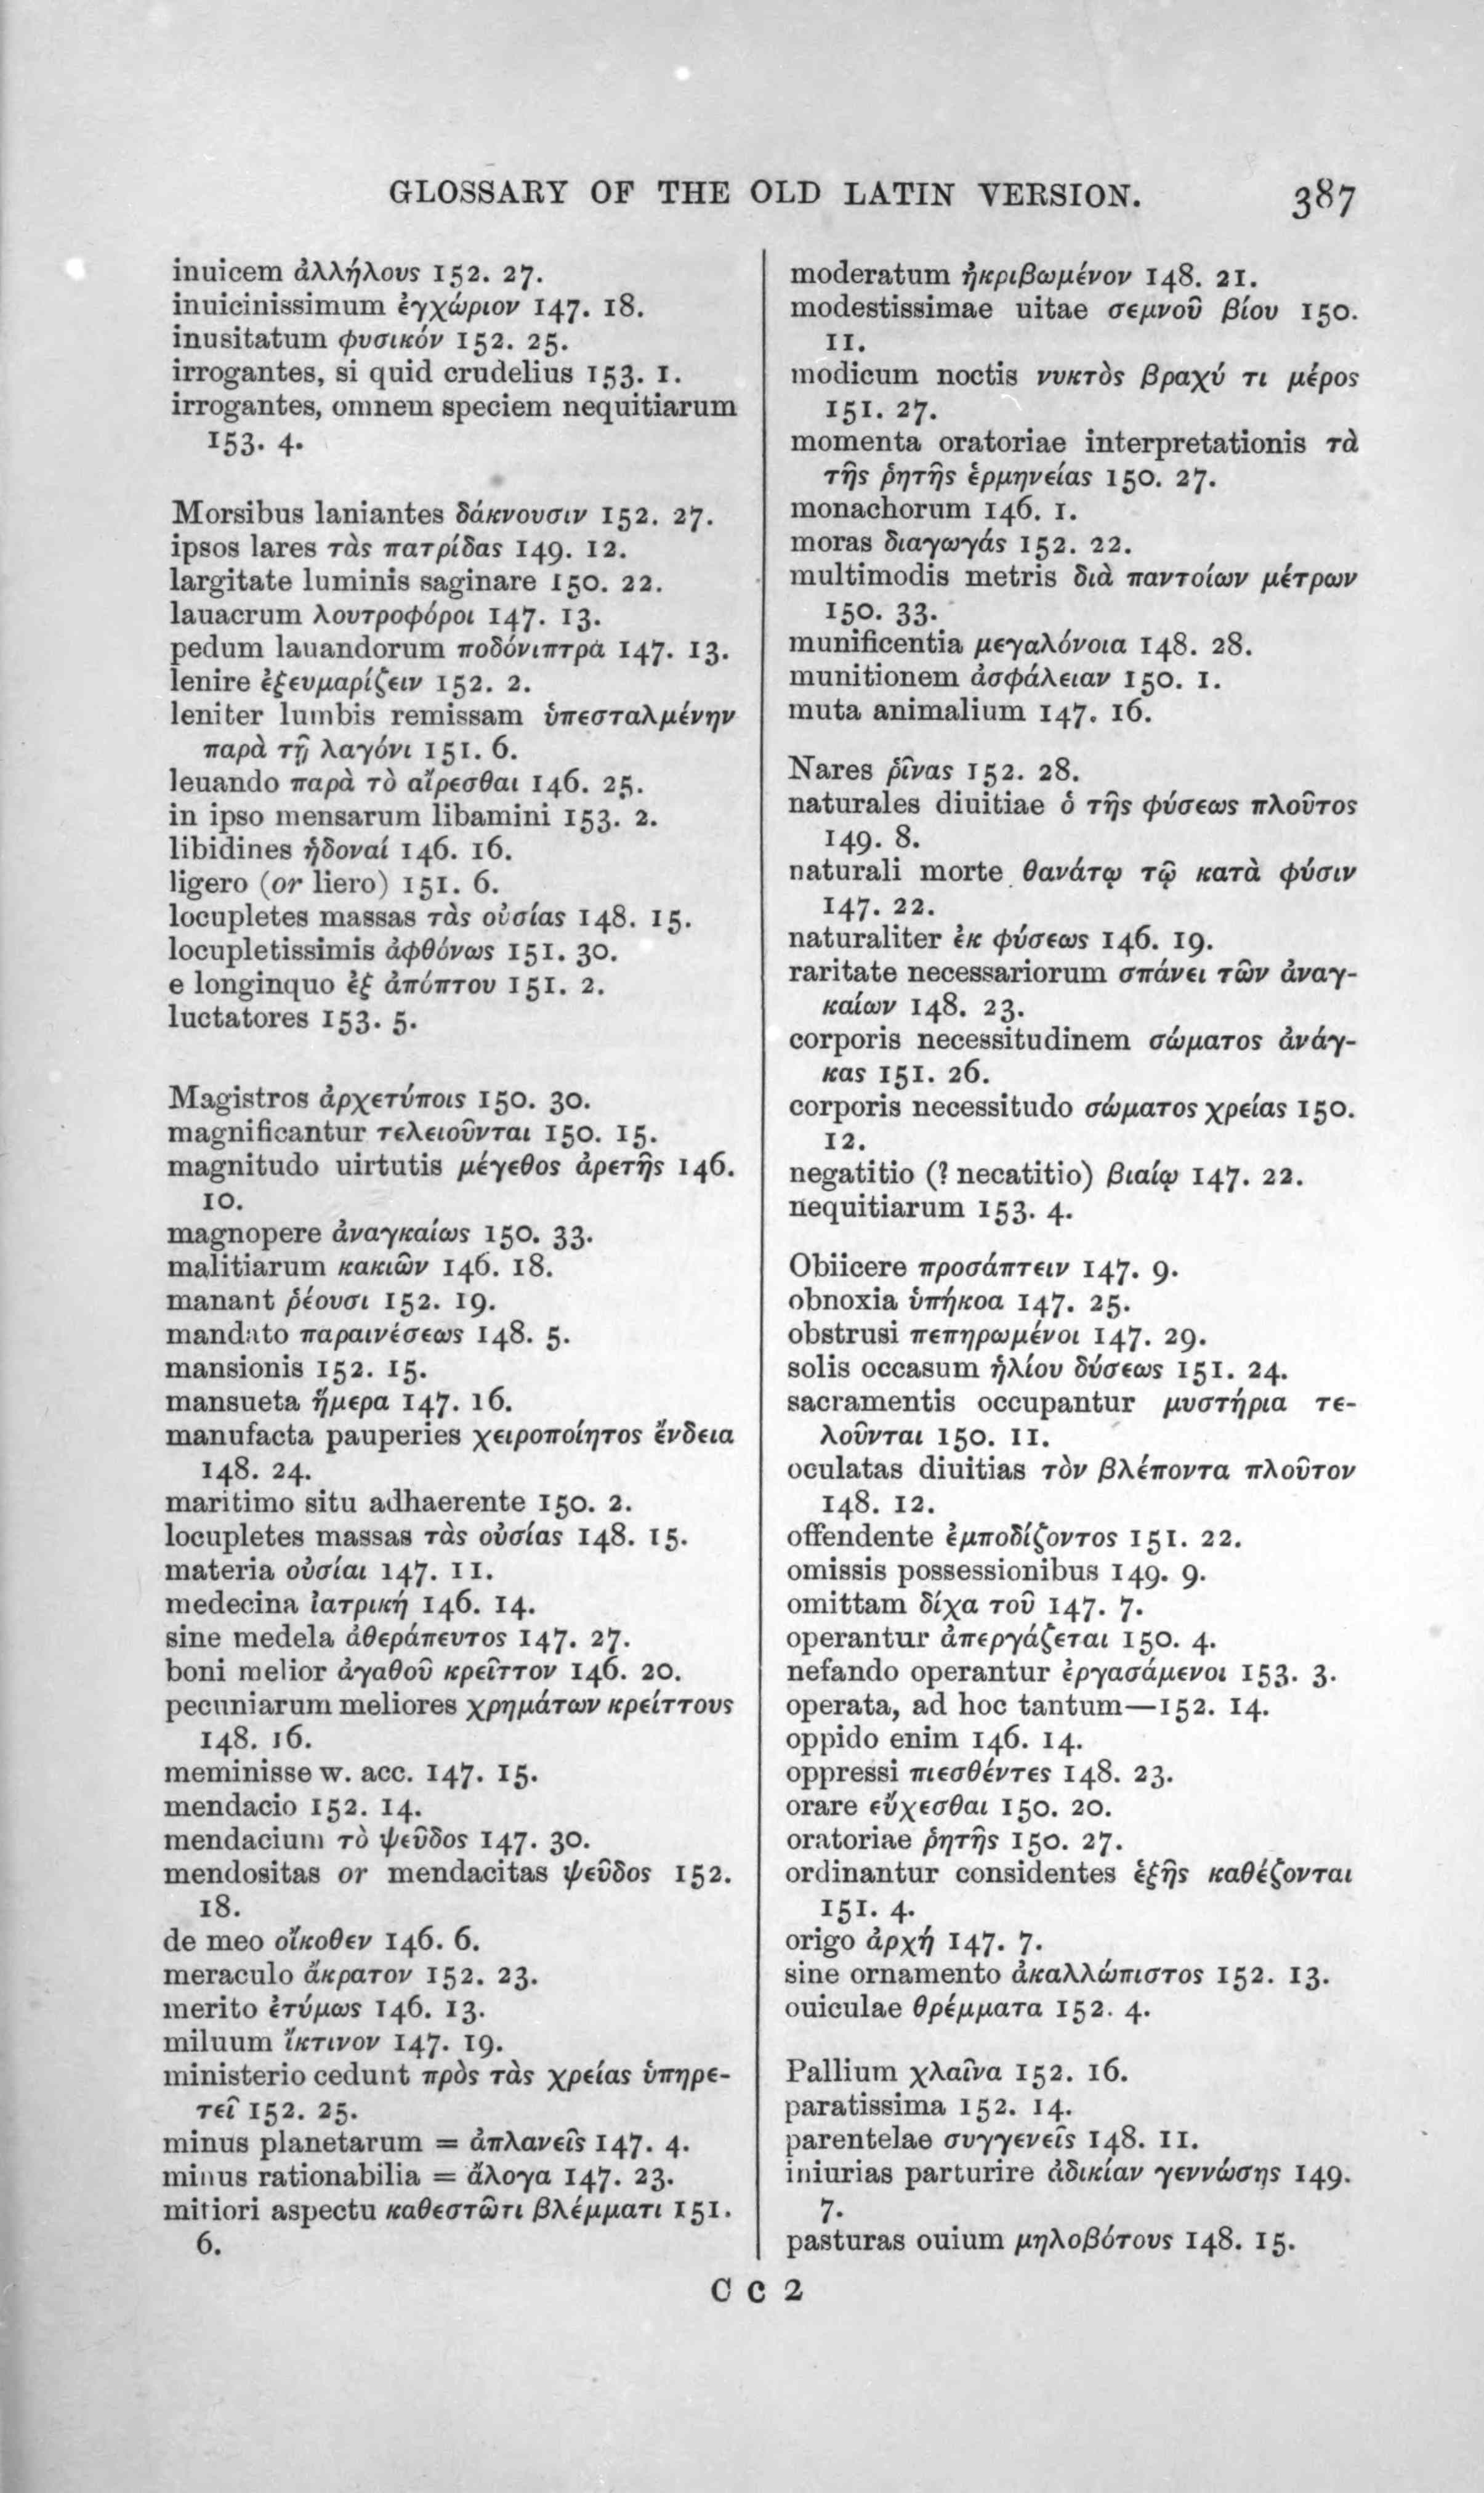 GLOSSARY OF THE OLD LATIN VERSION. 387
inuicem ἀλλήλους 152. 27.
inuicinissimum ἐγχώριον 147. 18.
inusitatum φυσικόν 152. 25.
irrogantes, si quid crudelius 153. 1.
irrogantes, omnem speciem nequitiarum
153. 4.
Morsibus laniantes δάκνουσιν 152. 27.
ipsos lares τὰς πατρίδας 149. 12.
largitate luminis saginare 150. 22.
lauacrum λουτροφόροι 147. 13.
pedum lauandorum ποδόνιπτρα 147. 13.
lenire ἐξευμαρίζειν 152. 2.
leniter lumbis remissam ὑπεσταλμένην
παρὰ τῇ λαγόνι 151. 6.
leuando παρὰ τὸ αἴρεσθαι 146. 25.
in ipso mensarum libamini 153. 2.
libidines ἡδοναί 146. 16.
ligero (or liero) 151. 6.
locupletes massas τὰς οὐσίας 148. 15.
locupletissimis ἀφθόνως 151. 30.
e longinquo ἐξ ἀπόπτου 151. 2.
luctatores 153. 5.
Magistros ἀρχετύποις 150. 30.
magnificantur τελειοῦνται 150. 15.
magnitudo uirtutis μέγεθος ἀρετῆς 146.
10.
magnopere ἀναγκαίως 150. 33.
malitiarum κακιῶν 146. 18.
manant ῥέουσι 152. 19.
mandato παραινέσεως 148. 5.
mansionis 152. 15.
mansueta ἥμερα 147. 16.
manufacta pauperies χειροποίητος ἔνδεια
148. 24.
maritimo situ adhaerente 150. 2.
locupletes massas τὰς οὐσίας 148. 15.
materia οὐσίαι 147. 11.
medecina ἰατρική 146. 14.
sine medela ἀθεράπευτος 147. 27.
boni melior ἀγαθοῦ κρεῖττον 146. 20.
pecuniarum meliores χρημάτων κρείττους
148. 16.
meminisse w. acc. 147. 15.
mendacio 152. 14.
mendacium τὸ ψεῦδος 147. 30.
mendositas or mendacitas ψεῦδος 152.
18.
de meo οἴκοθεν 146. 6.
meraculo ἄκρατον 152. 23.
merito ἐτύμως 146. 13.
miluum ἴκτινον 147. 19.
ministerio cedunt πρὸς τὰς χρείας ὑπηρε-
τεῖ 152. 25.
minus planetarum = ἀπλανεῖς 147. 4.
minus rationabilia = ἄλογα 147. 23.
mitiori aspectu καθεστῶτι βλέμματι 151.
6.
moderatum ἠκριβωμένον 148. 21.
modestissimae uitae σεμνοῦ βίου 150.
11.
modicum noctis νυκτὸς βραχύ τι μέρος
151. 27.
momenta oratoriae interpretationis τὰ
τῆς ῥητῆς ἑρμηνείας 150. 27.
monachorum 146. 1.
moras διαγωγάς 152. 22.
multimodis metris διὰ παντοίων μέτρων
150. 33.
munificentia μεγαλόνοια 148. 28.
munitionem ἀσφάλειαν 150. 1.
muta animalium 147. 16.
Nares ῥῖνας 152. 28.
naturales diuitiae ὁ τῆς φύσεως πλοῦτος
149. 8.
naturali morte θανάτῳ τῷ κατὰ φύσιν
147. 22.
naturaliter ἐκ φύσεως 146. 19.
raritate necessariorum σπάνει τῶν ἀναγ-
καίων 148. 23.
corporis necessitudinem σώματος ἀνάγ-
κας 151. 26.
corporis necessitudo σώματος χρείας 150.
12.
negatitio (? necatitio) βιαίῳ 147. 22.
nequitiarum 153. 4.
Obiicere προσάπτειν 147. 9.
obnoxia ὑπήκοα 147. 25.
obstrusi πεπηρωμένοι 147. 29.
solis occasum ἡλίου δύσεως 151. 24.
sacramentis occupantur μυστήρια τε-
λοῦνται 150. 11.
oculatas diuitias τὸν βλέποντα πλοῦτον
148. 12.
offendente ἐμποδίζοντος 151. 22.
omissis possessionibus 149. 9.
omittam δίχα τοῦ 147. 7.
operantur ἀπεργάζεται 150. 4.
nefando operantur ἐργασάμενοι 153. 3.
operata, ad hoc tantum—152. 14.
oppido enim 146. 14.
oppressi πιεσθέντες 148. 23.
orare εὔχεσθαι 150. 20.
oratoriae ῥητῆς 150. 27.
ordinantur considentes ἑξῆς καθέζονται
151. 4.
origo ἀρχή 147. 7.
sine ornamento ἀκαλλώπιστος 152. 13.
ouiculae θρέμματα 152. 4.
Pallium χλαῖνα 152. 16.
paratissima 152. 14.
parentelae συγγενεῖς 148. 11.
iniurias parturire ἀδικίαν γεννώσης 149.
7.
pasturas ouium μηλοβότους 148. 15.
C C 2